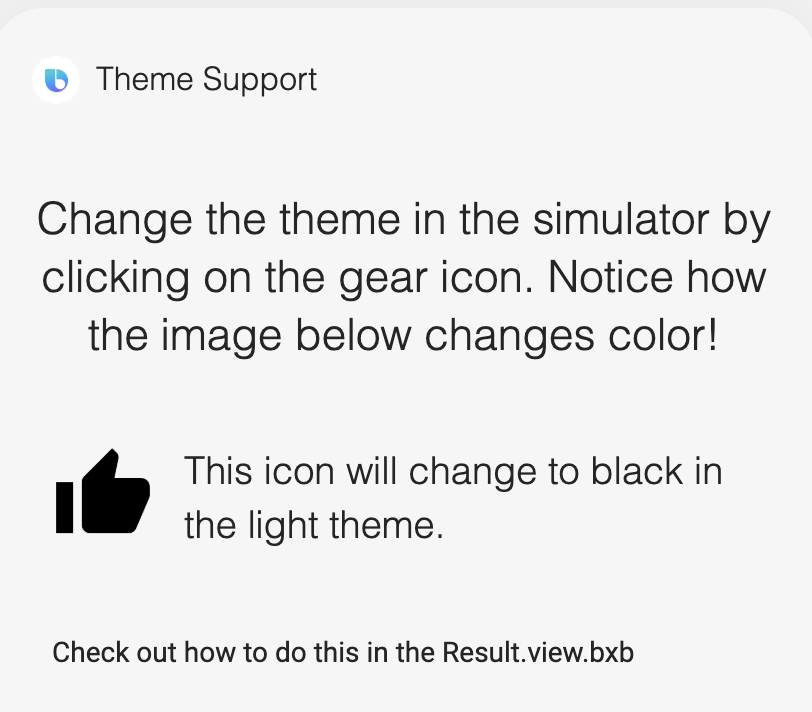 Theme Support
Change the theme in the simulator by
clicking on the gear icon. Notice how
the image below changes color!
This icon will change to black in
the light theme.
Check out how to do this in the Result.view.bxb